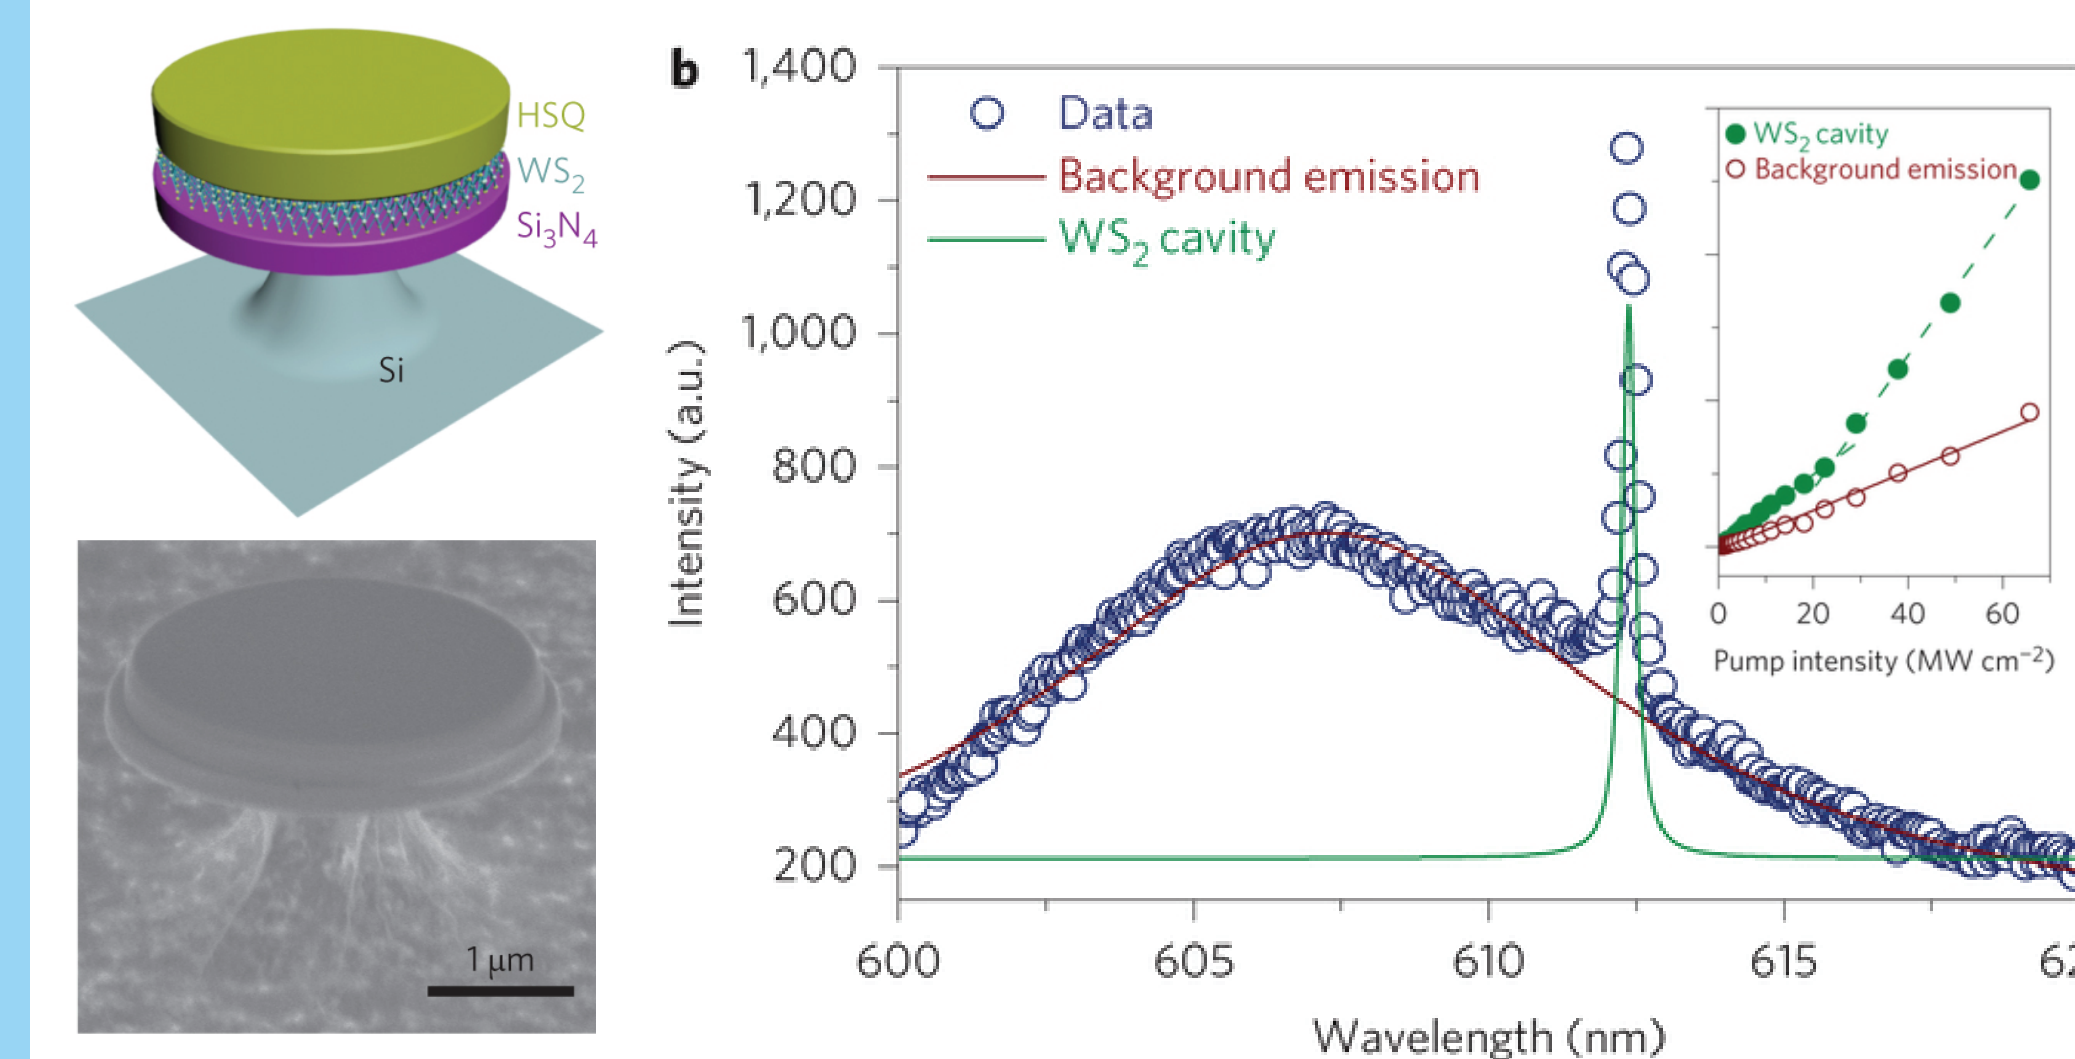 HSQ
WS₂
Si₃N₄
Si
1 μm
b
1,400
1,200
1,000
800
600
400
200
Intensity (a.u.)
Data
Background emission
WS₂ cavity
600
605
610
615
Wavelength (nm)
WS₂ cavity
Background emission
0
20
40
60
Pump intensity (MW cm⁻²)